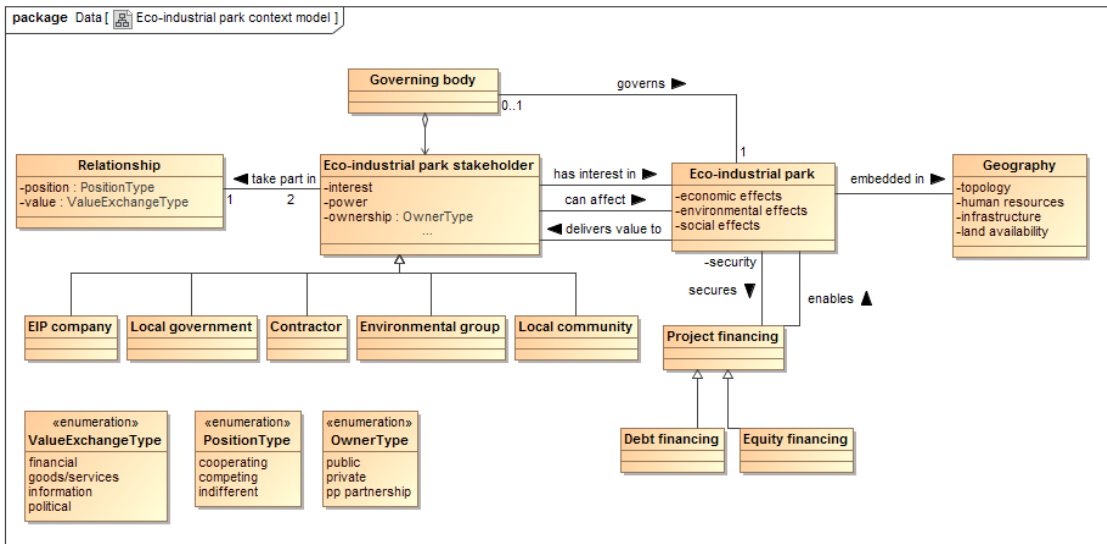 package Data [ Eco-industrial park context model ]
Governing body
governs
0..1
1
Relationship
-position : PositionType
-value : ValueExchangeType
take part in
1
2
Eco-industrial park stakeholder
-interest
-power
-ownership : OwnerType
...
has interest in
can affect
delivers value to
Eco-industrial park
-economic effects
-environmental effects
-social effects
embedded in
Geography
-topology
-human resources
-infrastructure
-land availability
-security
secures
enables
EIP company
Local government
Contractor
Environmental group
Local community
Project financing
Debt financing
Equity financing
«enumeration»
ValueExchangeType
financial
goods/services
information
political
«enumeration»
PositionType
cooperating
competing
indifferent
«enumeration»
OwnerType
public
private
pp partnership